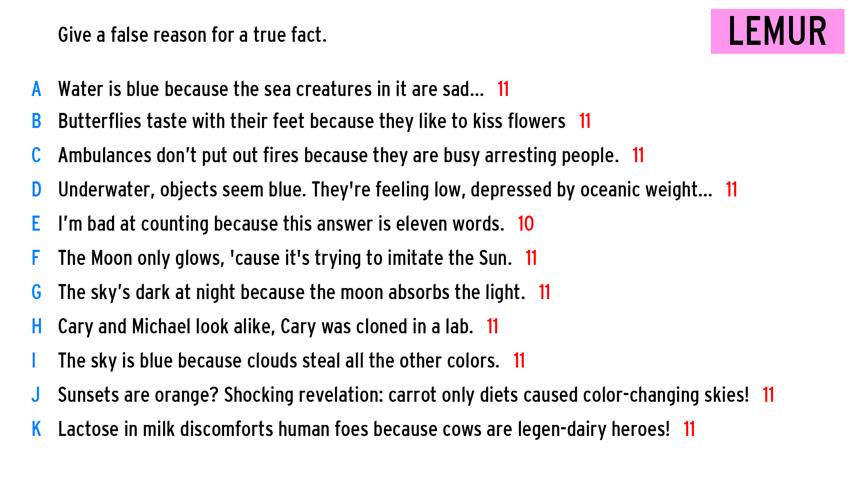 Give a false reason for a true fact.
LEMUR
A Water is blue because the sea creatures in it are sad... 11
B Butterflies taste with their feet because they like to kiss flowers 11
C Ambulances don’t put out fires because they are busy arresting people. 11
D Underwater, objects seem blue. They're feeling low, depressed by oceanic weight... 11
E I’m bad at counting because this answer is eleven words. 10
F The Moon only glows, 'cause it's trying to imitate the Sun. 11
G The sky’s dark at night because the moon absorbs the light. 11
H Cary and Michael look alike, Cary was cloned in a lab. 11
I The sky is blue because clouds steal all the other colors. 11
J Sunsets are orange? Shocking revelation: carrot only diets caused color-changing skies! 11
K Lactose in milk discomforts human foes because cows are legen-dairy heroes! 11